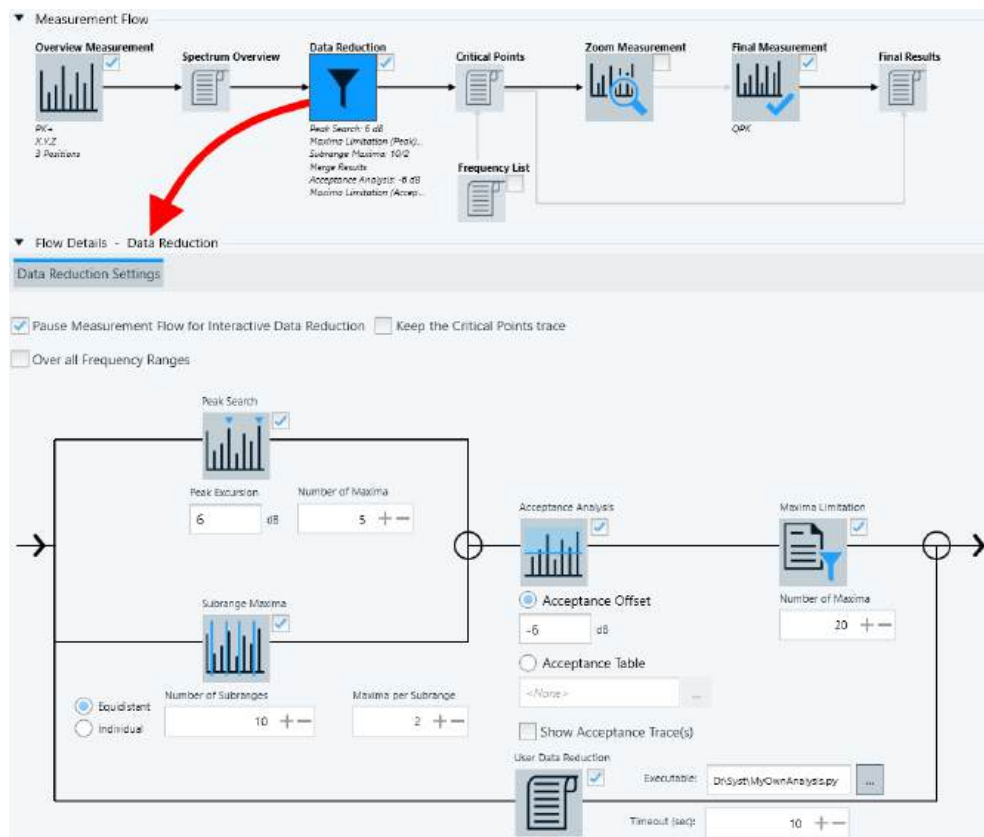 Measurement Flow
Overview Measurement
Spectrum Overview
Data Reduction
Critical Points
Zoom Measurement
Final Measurement
Final Results
PK+
X,Y,Z
3 Positions
Peak Search: 6 dB
Maxima Limitation (Peak)...
Subrange Maxima: 10/2
Merge Results
Acceptance Analysis: -6 dB
Maxima Limitation (Accep...
QPK
Frequency List
Flow Details - Data Reduction
Data Reduction Settings
Pause Measurement Flow for Interactive Data Reduction
Keep the Critical Points trace
Over all Frequency Ranges
Peak Search
Peak Excursion
Number of Maxima
6 dB
5
Acceptance Analysis
Maxima Limitation
Acceptance Offset
-6 dB
Number of Maxima
20
Subrange Maxima
Acceptance Table
<None>
...
Equidistant
Individual
Number of Subranges
10
Maxima per Subrange
2
Show Acceptance Trace(s)
User Data Reduction
Executable: D:\Syst\MyOwnAnalysis.py ...
Timeout (sec): 10